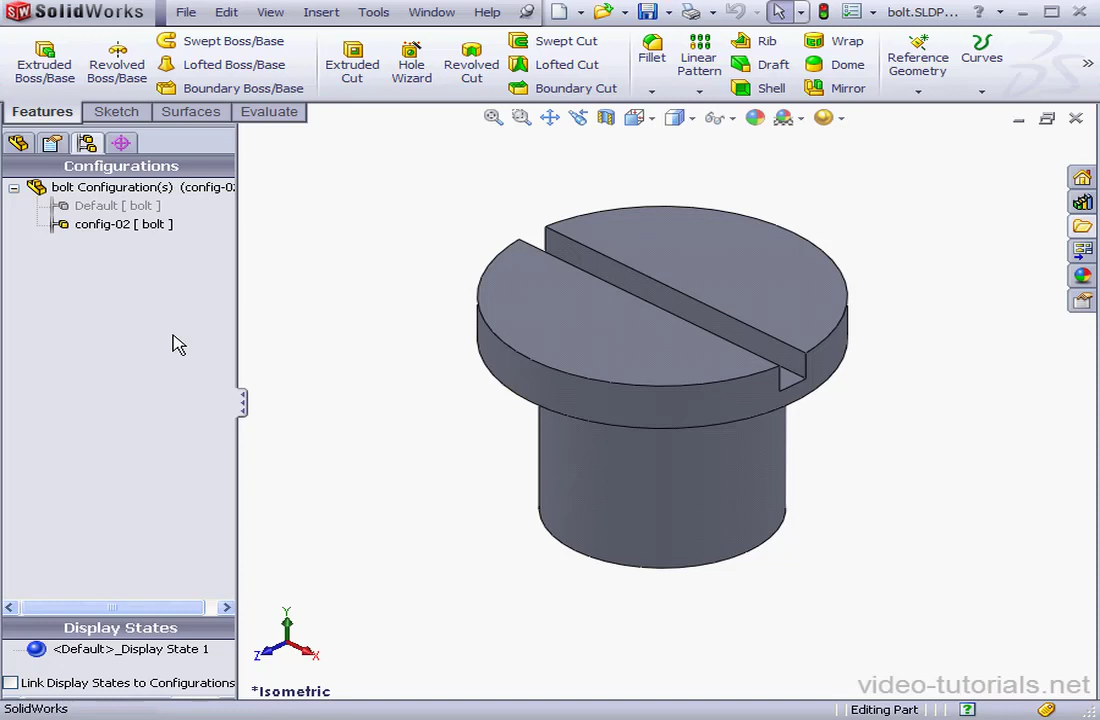 SolidWorks File Edit View Insert Tools Window Help bolt.SLDP...
Extruded Boss/Base
Revolved Boss/Base
Swept Boss/Base
Lofted Boss/Base
Boundary Boss/Base
Extruded Cut
Hole Wizard
Revolved Cut
Swept Cut
Lofted Cut
Boundary Cut
Fillet
Linear Pattern
Rib
Draft
Shell
Wrap
Dome
Mirror
Reference Geometry
Curves
Features Sketch Surfaces Evaluate
Configurations
bolt Configuration(s) (config-02
Default [ bolt ]
config-02 [ bolt ]
Display States
<Default>_Display State 1
Link Display States to Configurations
Y
Z X
*Isometric
video-tutorials.net
SolidWorks Editing Part